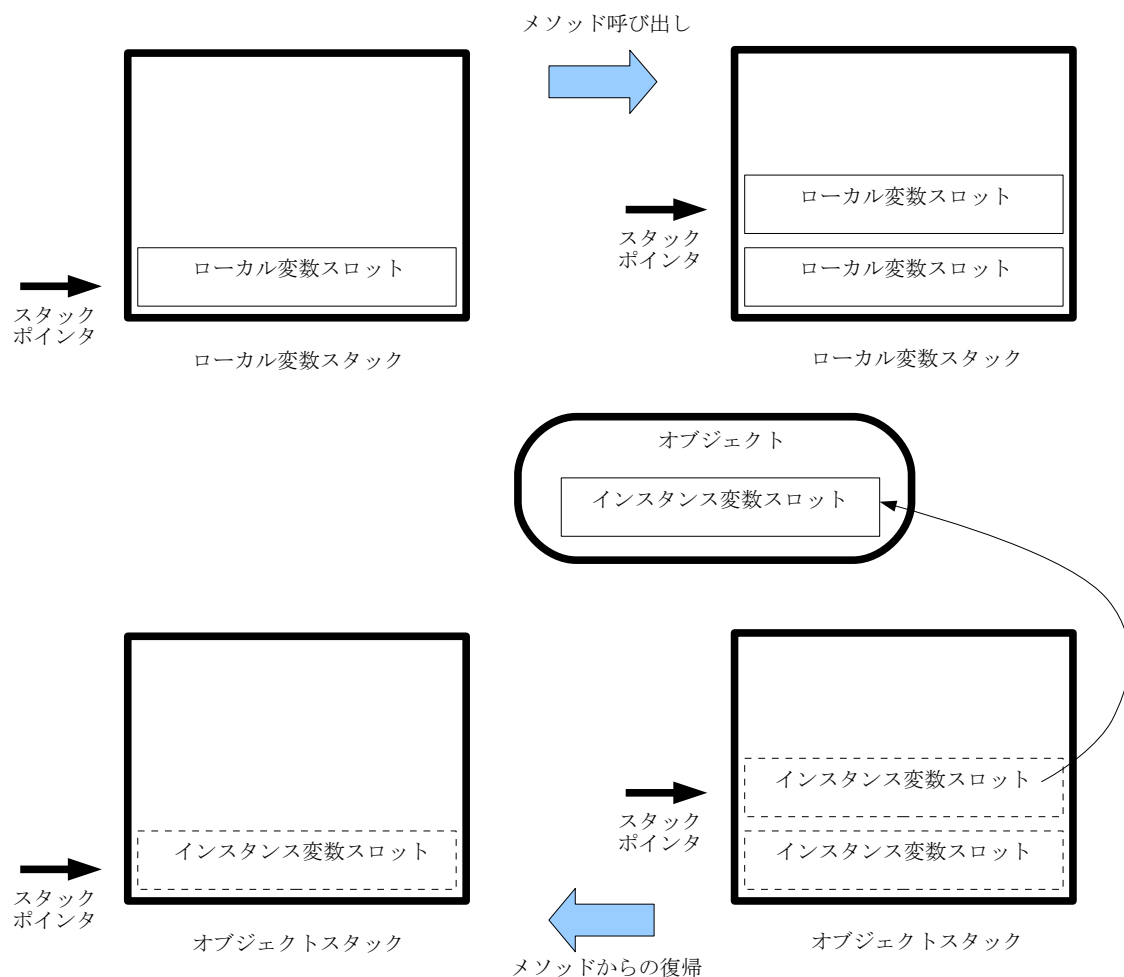 メソッド呼び出し
ローカル変数スロット
スタック
ポインタ
ローカル変数スタック
ローカル変数スロット
ローカル変数スロット
スタック
ポインタ
ローカル変数スタック
オブジェクト
インスタンス変数スロット
インスタンス変数スロット
スタック
ポインタ
オブジェクトスタック
インスタンス変数スロット
インスタンス変数スロット
スタック
ポインタ
オブジェクトスタック
メソッドからの復帰